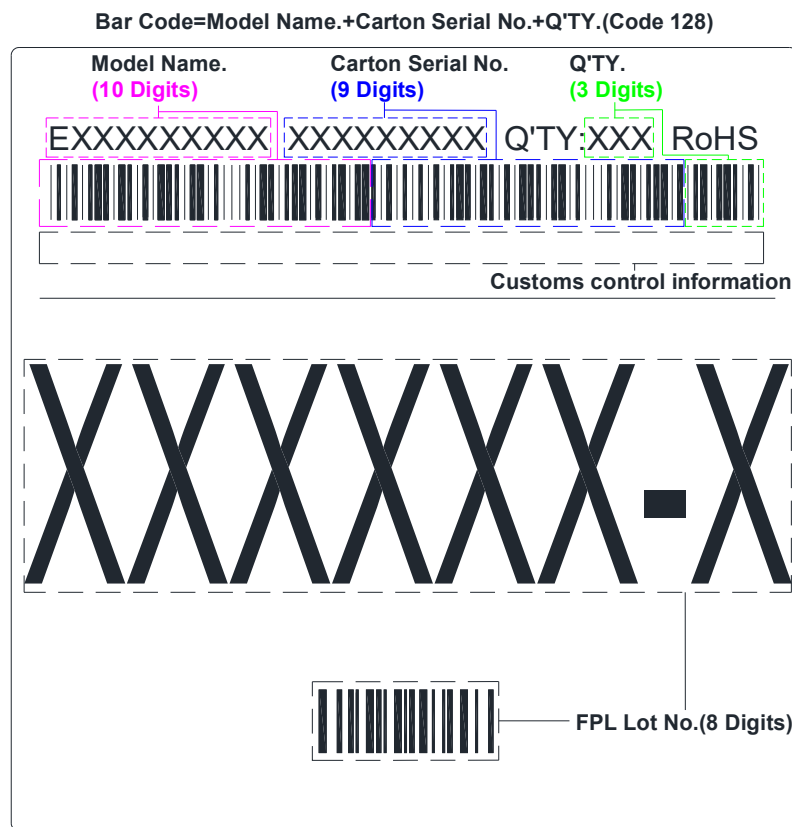 Bar Code=Model Name.+Carton Serial No.+Q'TY.(Code 128)
Model Name. Carton Serial No. Q'TY.
(10 Digits) (9 Digits) (3 Digits)
EXXXXXXXXX XXXXXXXXX Q'TY:XXX RoHS
Customs control information
XXXXXX-X
FPL Lot No.(8 Digits)